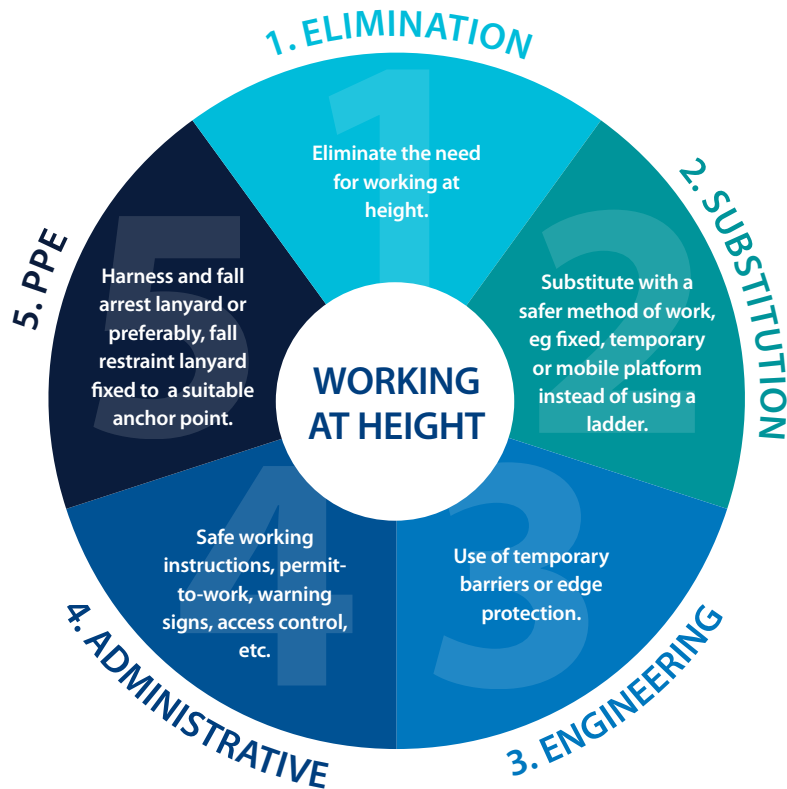 1. ELIMINATION
1
Eliminate the need
for working at
height.
2. SUBSTITUTION
2
Substitute with a
safer method of work,
eg fixed, temporary
or mobile platform
instead of using a
ladder.
3. ENGINEERING
3
Use of temporary
barriers or edge
protection.
4. ADMINISTRATIVE
4
Safe working
instructions, permit-
to-work, warning
signs, access control,
etc.
5. PPE
5
Harness and fall
arrest lanyard or
preferably, fall
restraint lanyard
fixed to a suitable
anchor point.
WORKING
AT HEIGHT